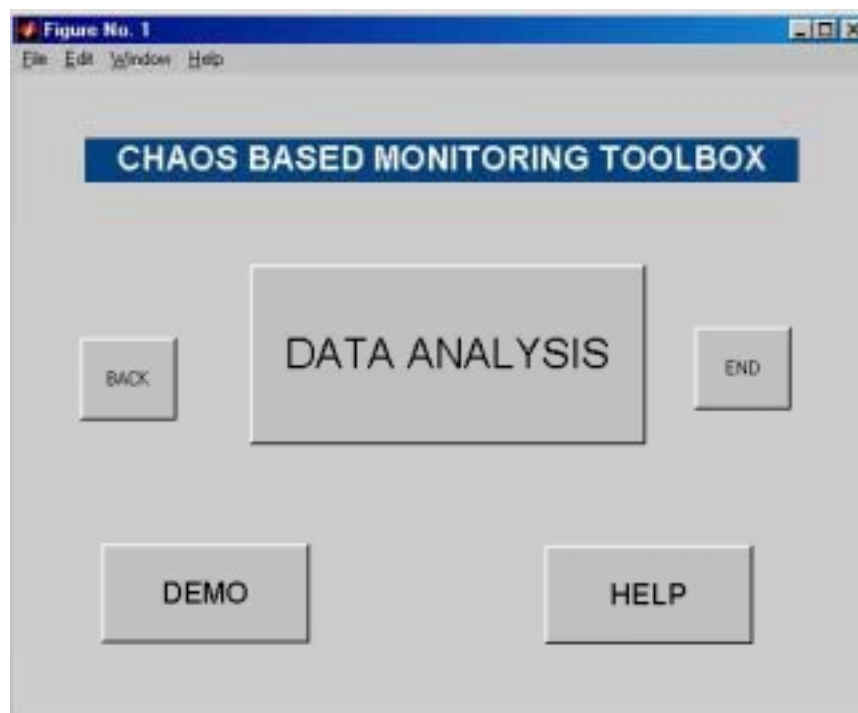 Figure No. 1
File Edit Window Help
CHAOS BASED MONITORING TOOLBOX
DATA ANALYSIS
BACK
END
DEMO
HELP